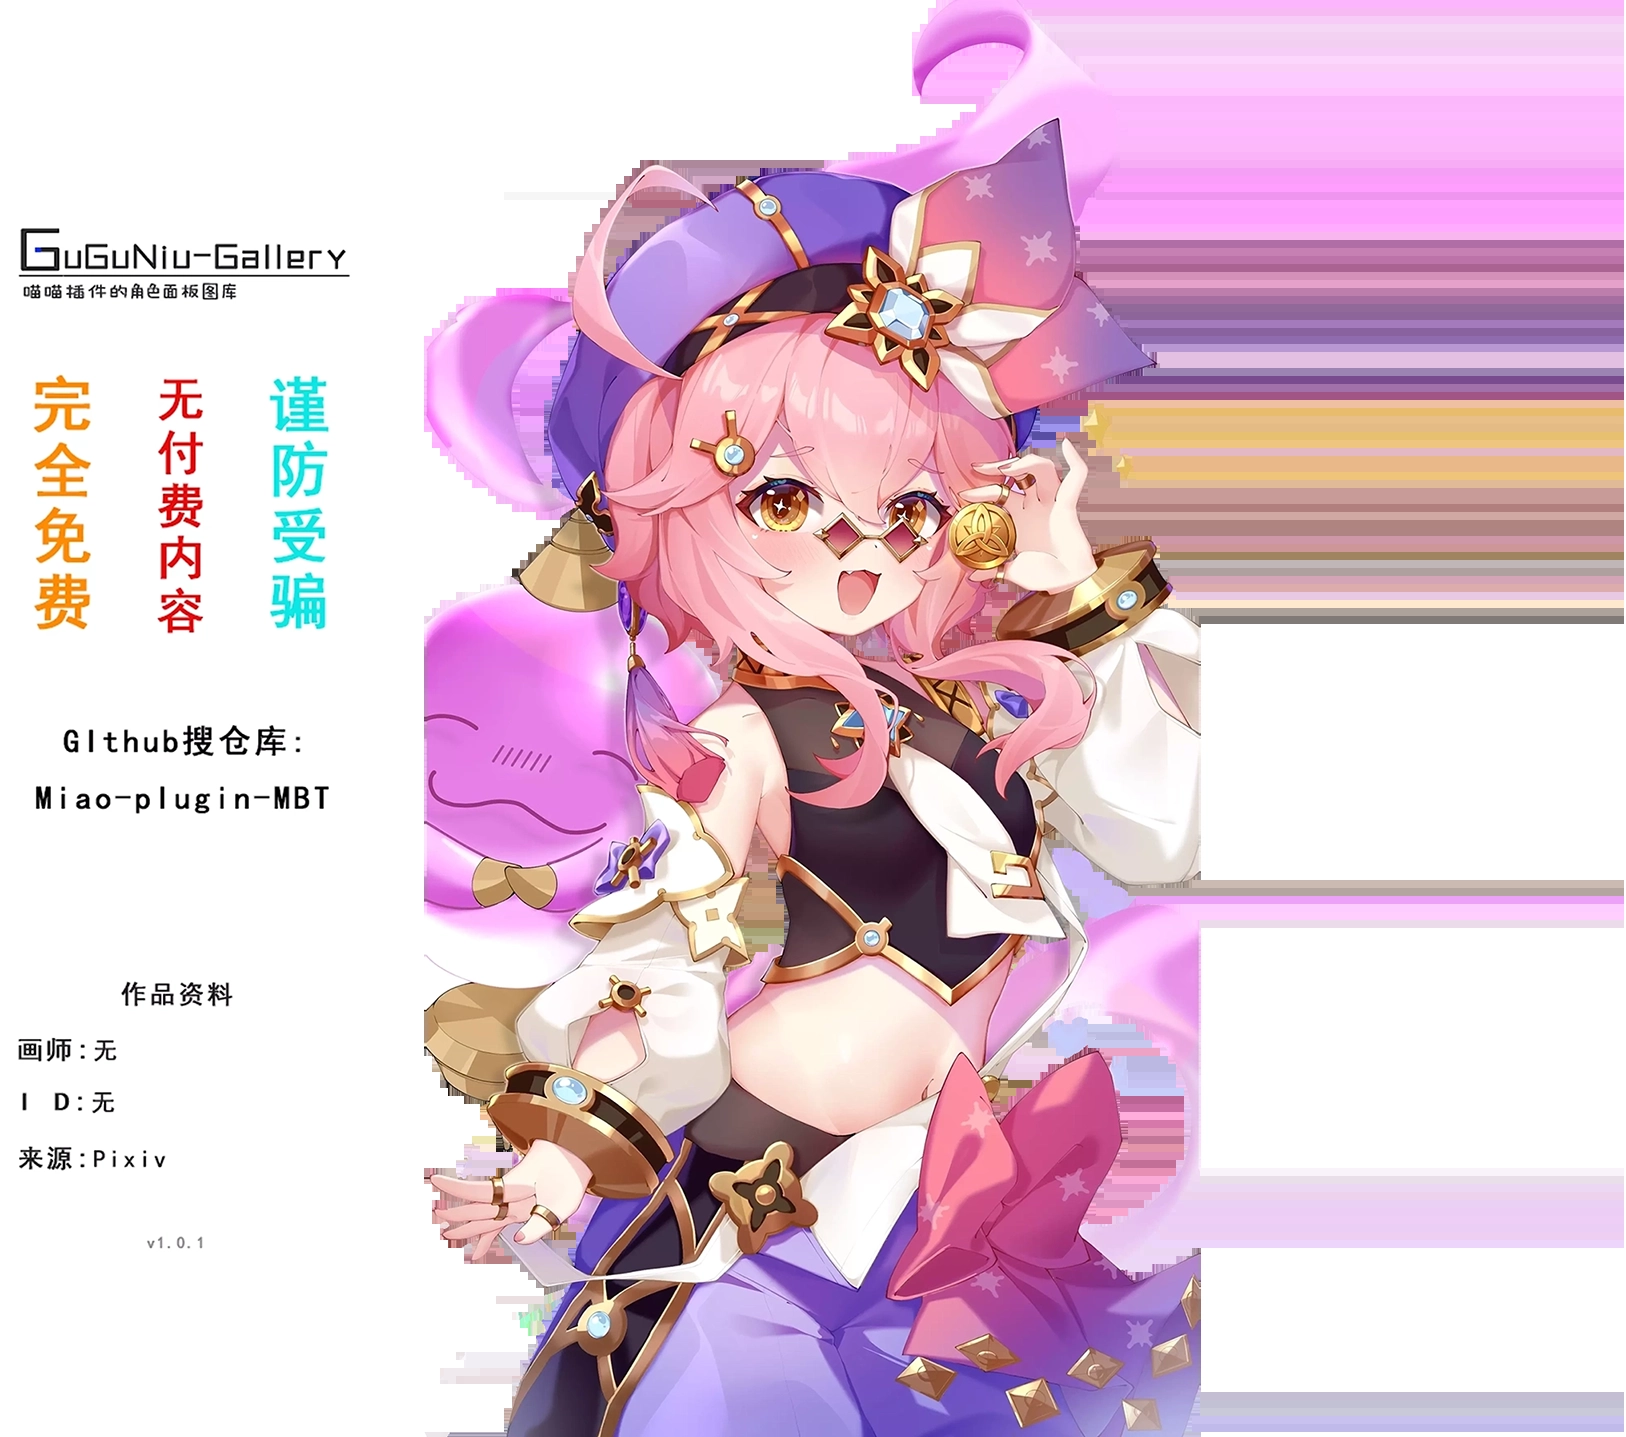 GuGuNiu-Gallery
喵喵插件的角色面板图库
完全免费
无付费内容
谨防受骗
GIthub搜仓库:
Miao-plugin-MBT
作品资料
画师:无
I D:无
来源:Pixiv
v1.0.1